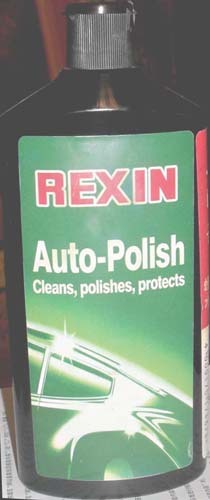 REXIN
Auto-Polish
Cleans, polishes, protects